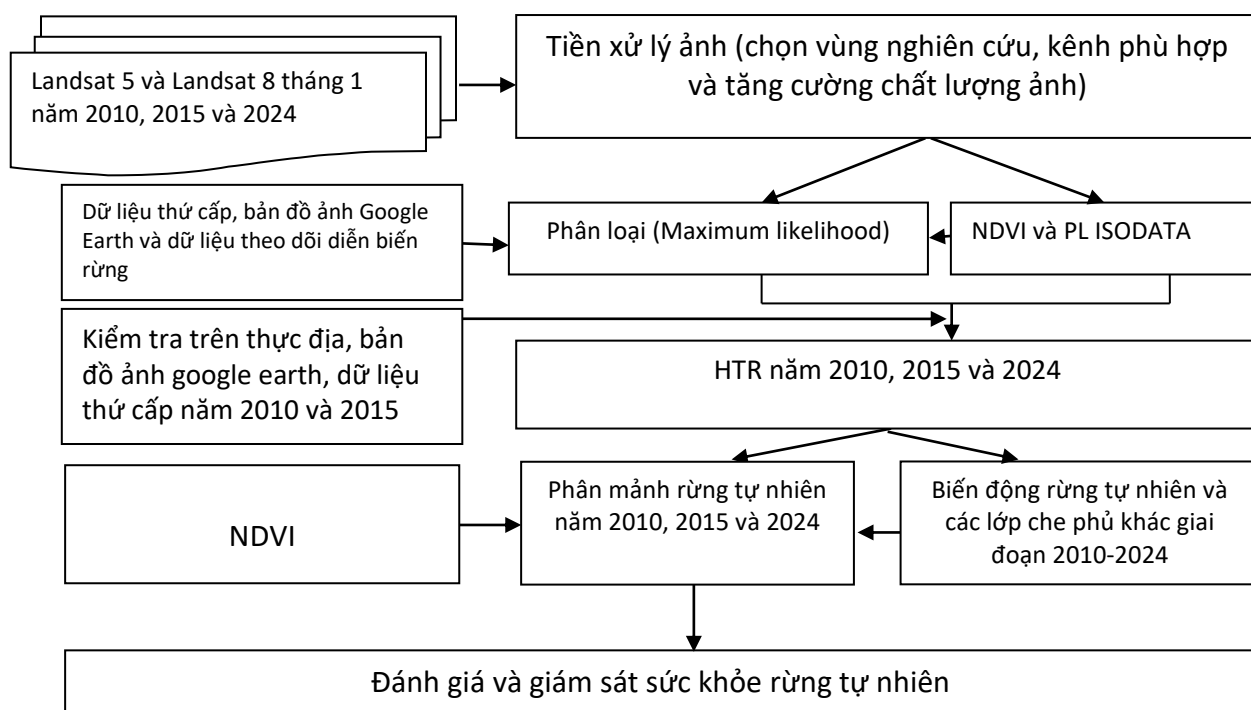 Landsat 5 và Landsat 8 tháng 1
năm 2010, 2015 và 2024
Tiền xử lý ảnh (chọn vùng nghiên cứu, kênh phù hợp
và tăng cường chất lượng ảnh)
Dữ liệu thứ cấp, bản đồ ảnh Google
Earth và dữ liệu theo dõi diễn biến
rừng
Phân loại (Maximum likelihood)
NDVI và PL ISODATA
Kiểm tra trên thực địa, bản
đồ ảnh google earth, dữ liệu
thứ cấp năm 2010 và 2015
HTR năm 2010, 2015 và 2024
NDVI
Phân mảnh rừng tự nhiên
năm 2010, 2015 và 2024
Biến động rừng tự nhiên và
các lớp che phủ khác giai
đoạn 2010-2024
Đánh giá và giám sát sức khỏe rừng tự nhiên